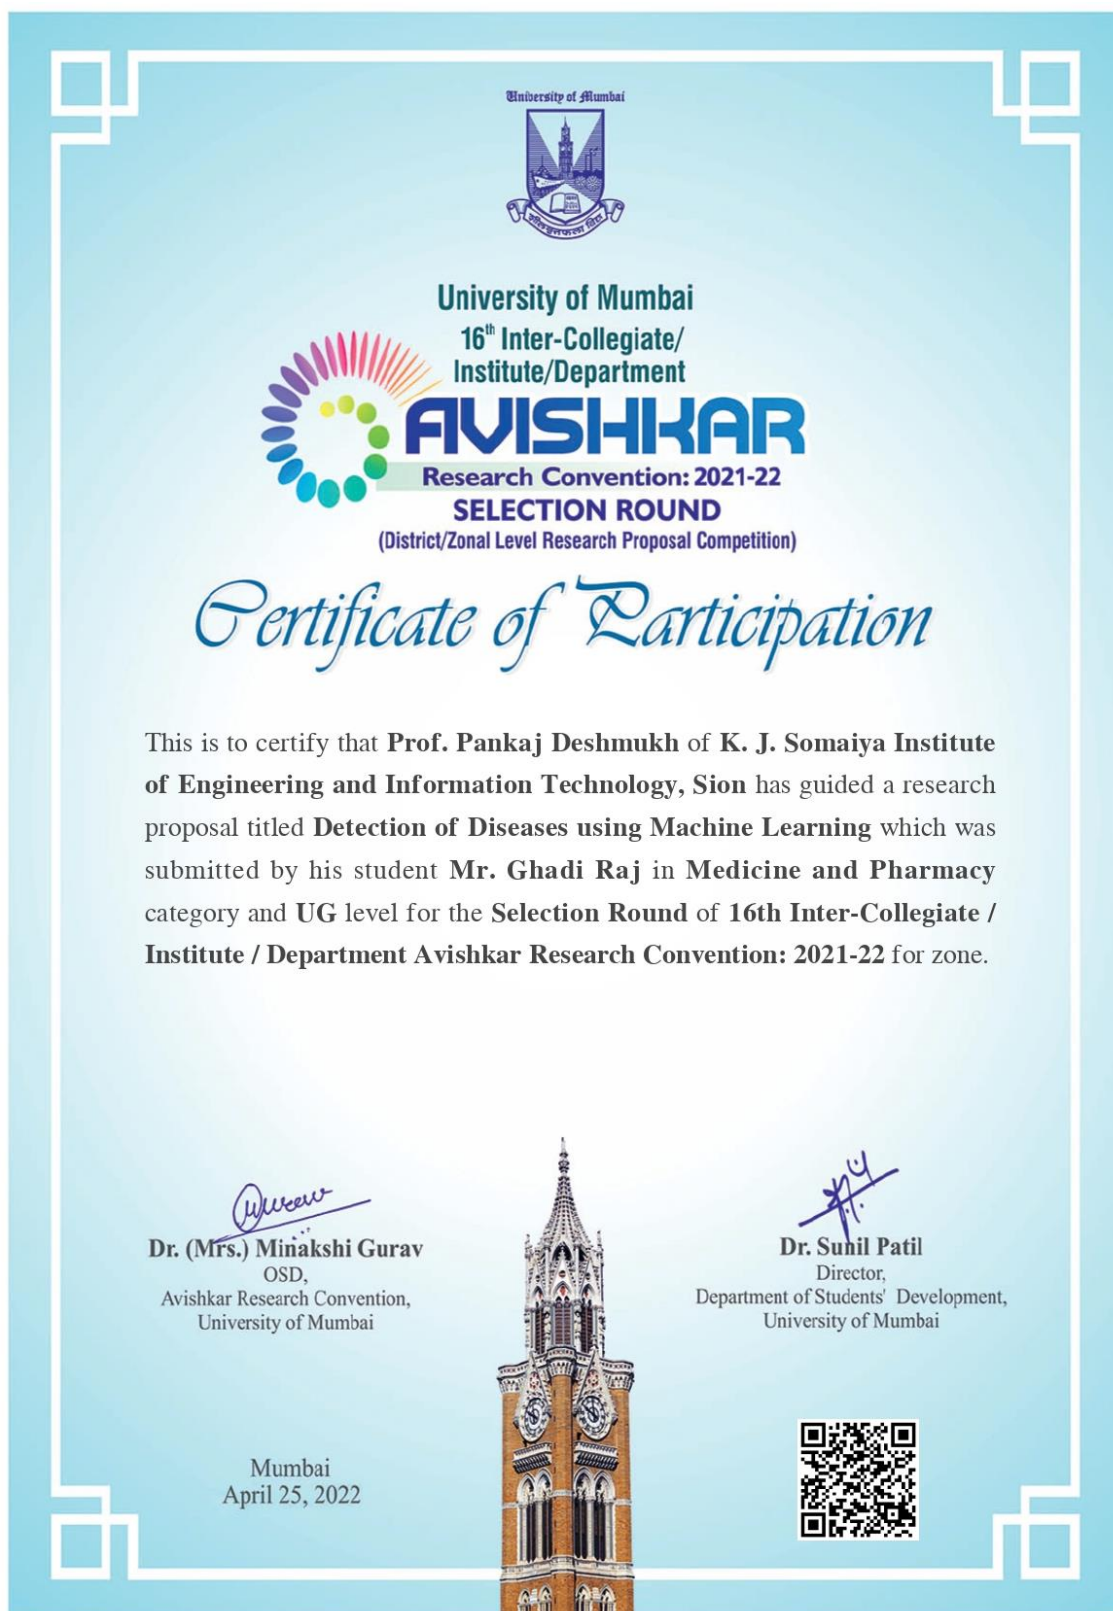 University of Mumbai
शीलवृत्तफला विद्या
University of Mumbai
16th Inter-Collegiate/
Institute/Department
AVISHKAR
Research Convention: 2021-22
SELECTION ROUND
(District/Zonal Level Research Proposal Competition)
Certificate of Participation
This is to certify that Prof. Pankaj Deshmukh of K. J. Somaiya Institute
of Engineering and Information Technology, Sion has guided a research
proposal titled Detection of Diseases using Machine Learning which was
submitted by his student Mr. Ghadi Raj in Medicine and Pharmacy
category and UG level for the Selection Round of 16th Inter-Collegiate /
Institute / Department Avishkar Research Convention: 2021-22 for zone.
Dr. (Mrs.) Minakshi Gurav
OSD,
Avishkar Research Convention,
University of Mumbai
Dr. Sunil Patil
Director,
Department of Students' Development,
University of Mumbai
Mumbai
April 25, 2022